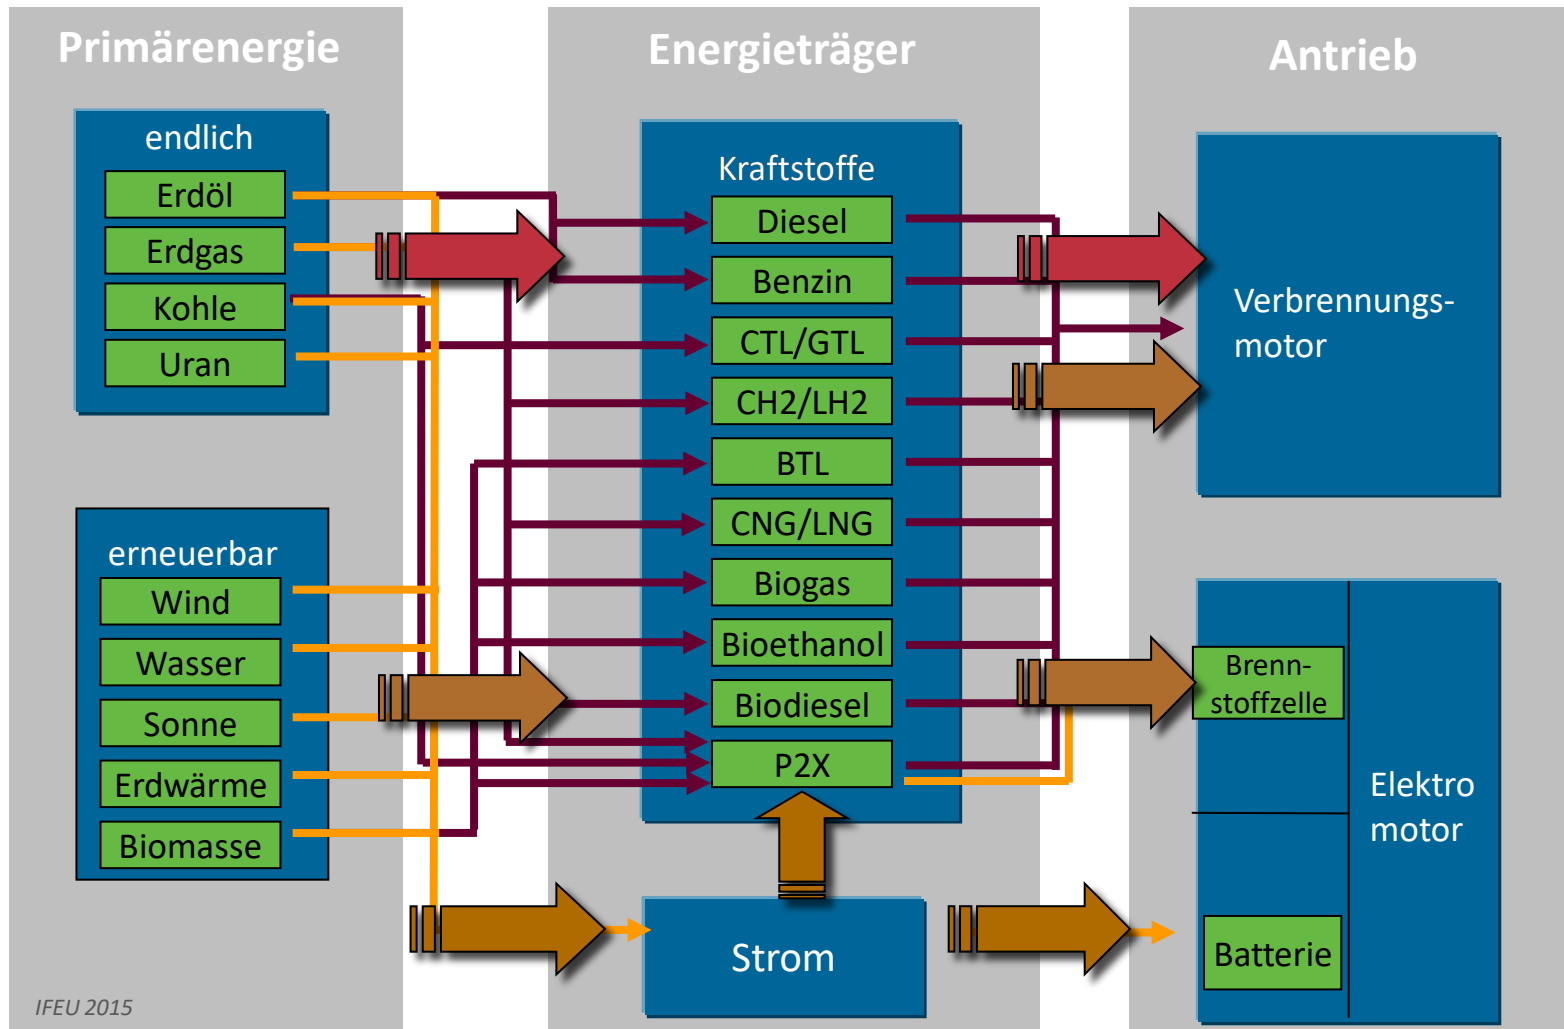 Primärenergie
endlich
Erdöl
Erdgas
Kohle
Uran
erneuerbar
Wind
Wasser
Sonne
Erdwärme
Biomasse
IFEU 2015
Energieträger
Kraftstoffe
Diesel
Benzin
CTL/GTL
CH2/LH2
BTL
CNG/LNG
Biogas
Bioethanol
Biodiesel
P2X
Strom
Antrieb
Verbrennungs-
motor
Brenn-
stoffzelle
Elektro
motor
Batterie